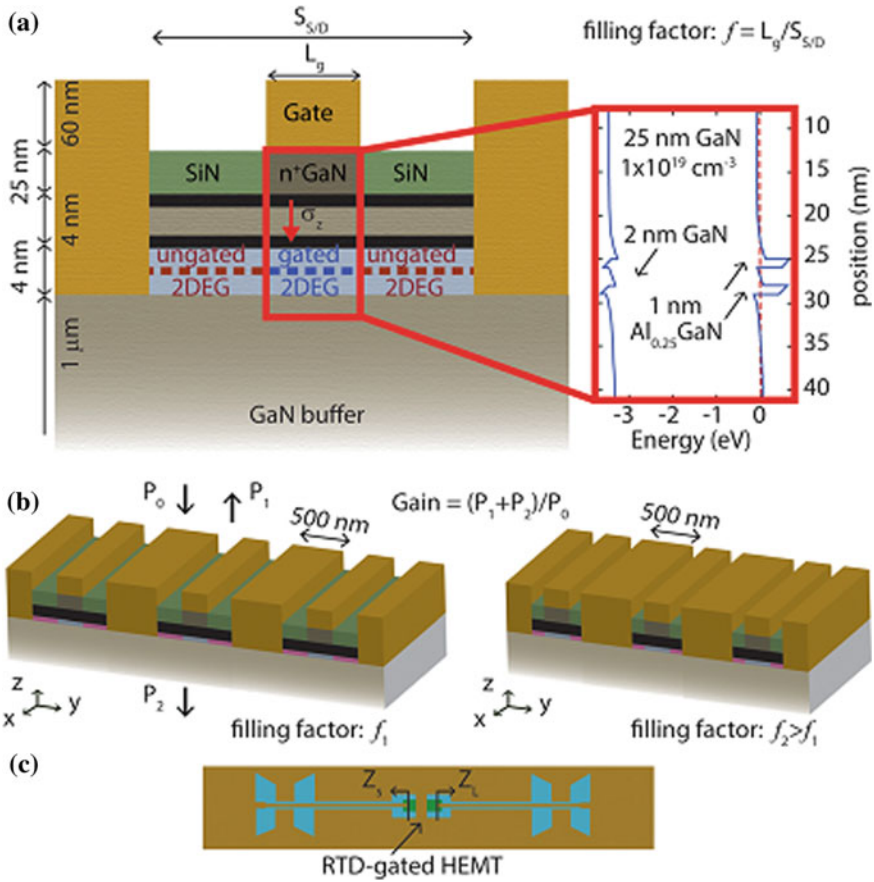 (a)
S_S/D
filling factor: f = L_g/S_S/D
L_g
Gate
60 nm
25 nm
4 nm
4 nm
1 µm
SiN
n⁺GaN
SiN
σ_z
ungated
gated
ungated
2DEG
2DEG
2DEG
GaN buffer
25 nm GaN
1x10¹⁹ cm⁻³
2 nm GaN
1 nm
Al₀.₂₅GaN
10
15
20
25
30
35
40
position (nm)
-3
-2
-1
0
Energy (eV)
(b)
P₀
P₁
Gain = (P₁+P₂)/P₀
500 nm
500 nm
P₂
z
x
y
z
x
y
filling factor: f₁
filling factor: f₂>f₁
(c)
Z_s
Z_L
RTD-gated HEMT